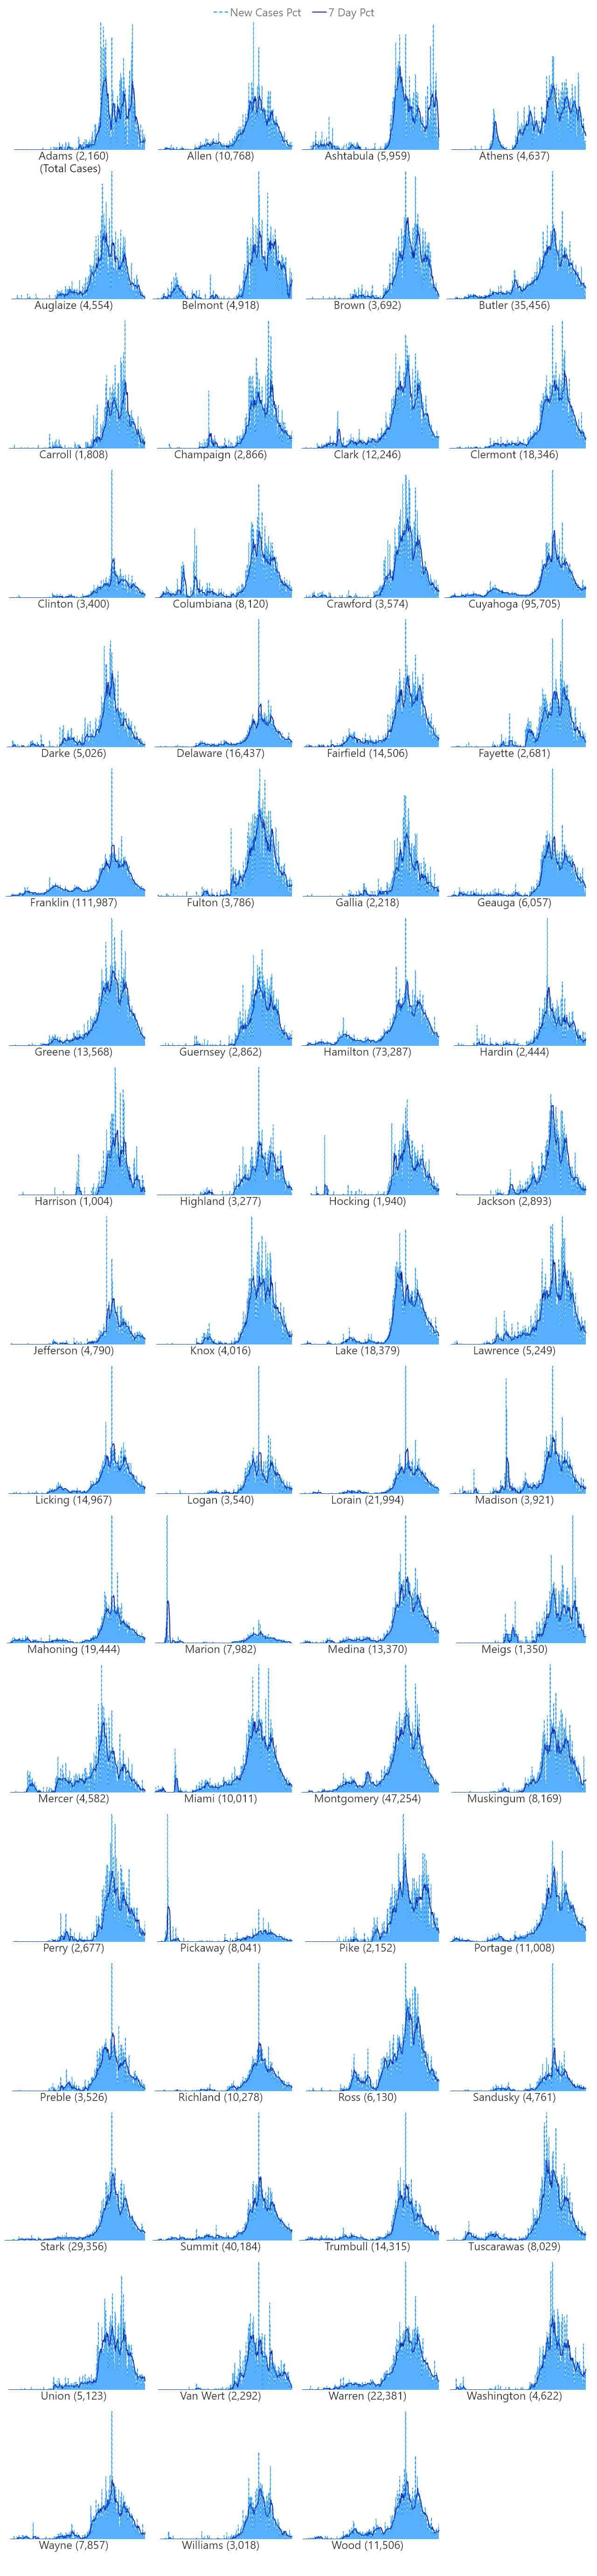 New Cases Pct 7 Day Pct
Adams (2,160) Allen (10,768) Ashtabula (5,959) Athens (4,637)
(Total Cases)
Auglaize (4,554) Belmont (4,918) Brown (3,692) Butler (35,456)
Carroll (1,808) Champaign (2,866) Clark (12,246) Clermont (18,346)
Clinton (3,400) Columbiana (8,120) Crawford (3,574) Cuyahoga (95,705)
Darke (5,026) Delaware (16,437) Fairfield (14,506) Fayette (2,681)
Franklin (111,987) Fulton (3,786) Gallia (2,218) Geauga (6,057)
Greene (13,568) Guernsey (2,862) Hamilton (73,287) Hardin (2,444)
Harrison (1,004) Highland (3,277) Hocking (1,940) Jackson (2,893)
Jefferson (4,790) Knox (4,016) Lake (18,379) Lawrence (5,249)
Licking (14,967) Logan (3,540) Lorain (21,994) Madison (3,921)
Mahoning (19,444) Marion (7,982) Medina (13,370) Meigs (1,350)
Mercer (4,582) Miami (10,011) Montgomery (47,254) Muskingum (8,169)
Perry (2,677) Pickaway (8,041) Pike (2,152) Portage (11,008)
Preble (3,526) Richland (10,278) Ross (6,130) Sandusky (4,761)
Stark (29,356) Summit (40,184) Trumbull (14,315) Tuscarawas (8,029)
Union (5,123) Van Wert (2,292) Warren (22,381) Washington (4,622)
Wayne (7,857) Williams (3,018) Wood (11,506)